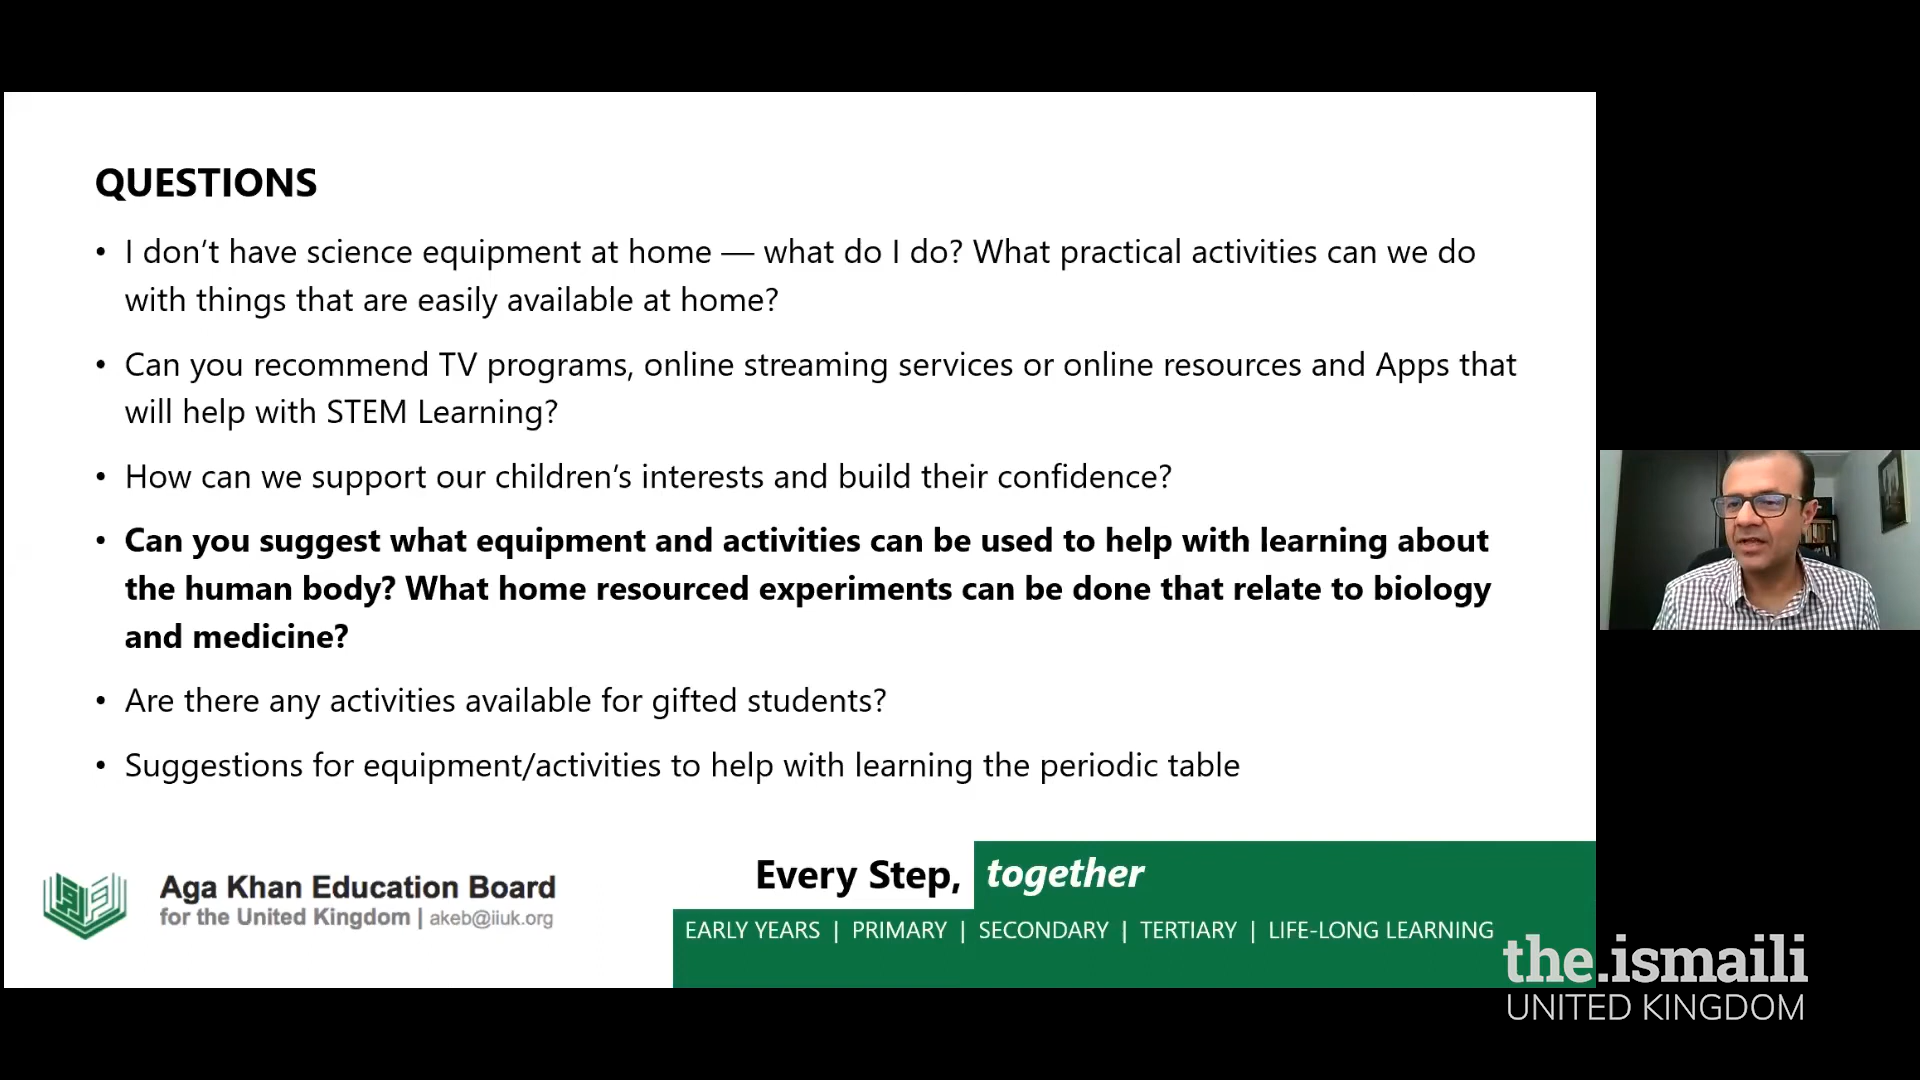 QUESTIONS
• I don’t have science equipment at home — what do I do? What practical activities can we do
with things that are easily available at home?
• Can you recommend TV programs, online streaming services or online resources and Apps that
will help with STEM Learning?
• How can we support our children’s interests and build their confidence?
• Can you suggest what equipment and activities can be used to help with learning about
the human body? What home resourced experiments can be done that relate to biology
and medicine?
• Are there any activities available for gifted students?
• Suggestions for equipment/activities to help with learning the periodic table
Aga Khan Education Board
for the United Kingdom | akeb@iiuk.org
Every Step, together
EARLY YEARS | PRIMARY | SECONDARY | TERTIARY | LIFE-LONG LEARNING
the.ismaili
UNITED KINGDOM